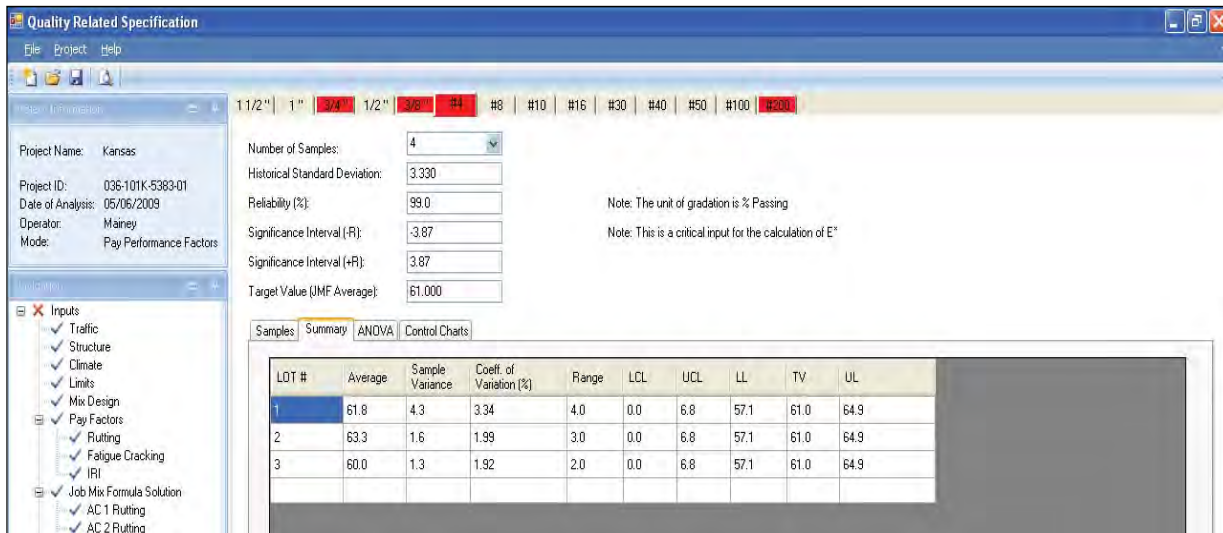 Quality Related Specification
File Project Help
Project Name: Kansas
Project ID: 036-101K-5383-01
Date of Analysis: 05/06/2009
Operator: Mainey
Mode: Pay Performance Factors
Inputs
Traffic
Structure
Climate
Limits
Mix Design
Pay Factors
Rutting
Fatigue Cracking
IRI
Job Mix Formula Solution
AC 1 Rutting
AC 2 Rutting
1 1/2" 1" 3/4" 1/2" 3/8" #4 #8 #10 #16 #30 #40 #50 #100 #200
Number of Samples: 4
Historical Standard Deviation: 3.330
Reliability (%): 99.0 Note: The unit of gradation is % Passing
Significance Interval (-R): -3.87 Note: This is a critical input for the calculation of E*
Significance Interval (+R): 3.87
Target Value (JMF Average): 61.000
Samples Summary ANOVA Control Charts
LOT # Average Sample Variance Coeff. of Variation (%) Range LCL UCL LL TV UL
1 61.8 4.3 3.34 4.0 0.0 6.8 57.1 61.0 64.9
2 63.3 1.6 1.99 3.0 0.0 6.8 57.1 61.0 64.9
3 60.0 1.3 1.92 2.0 0.0 6.8 57.1 61.0 64.9